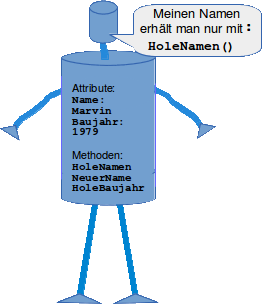 Meinen Namen
erhält man nur mit:
HoleNamen()
Attribute:
Name:
Marvin
Baujahr:
1979
Methoden:
HoleNamen
NeuerName
HoleBaujahr